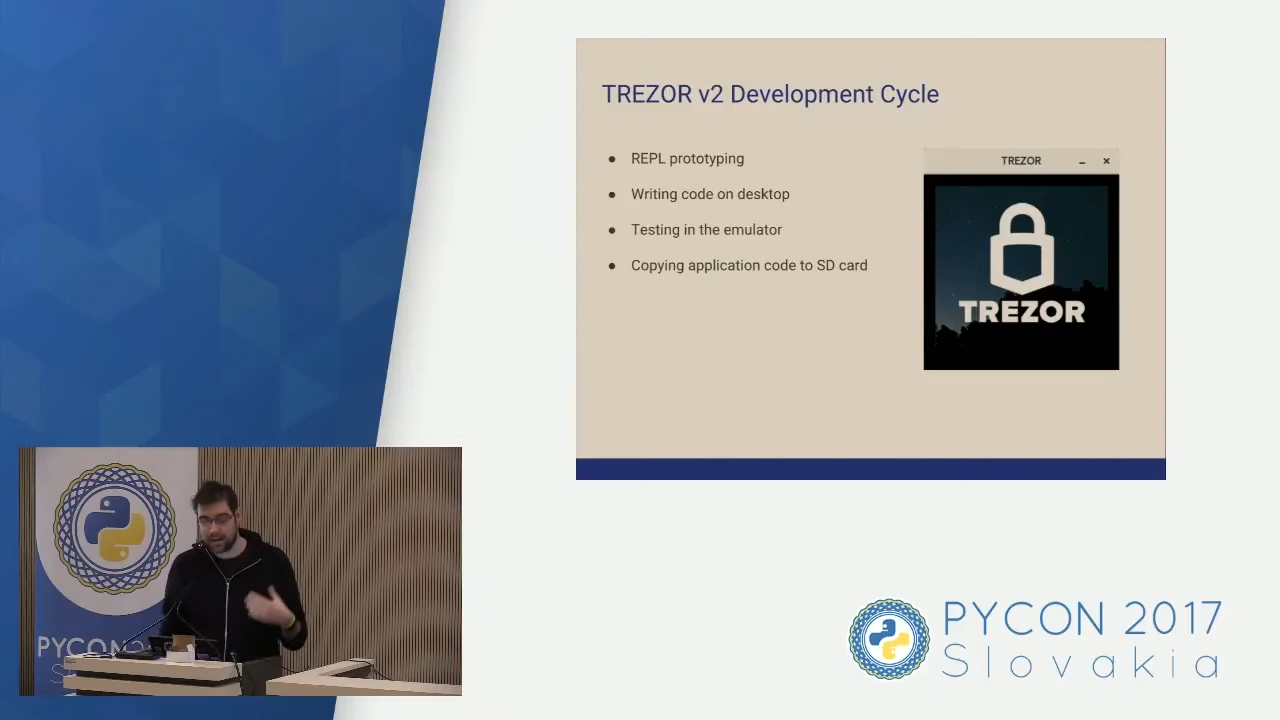 TREZOR v2 Development Cycle
● REPL prototyping
● Writing code on desktop
● Testing in the emulator
● Copying application code to SD card
TREZOR
TREZOR
PYCON 2017
Slovakia
PYCON